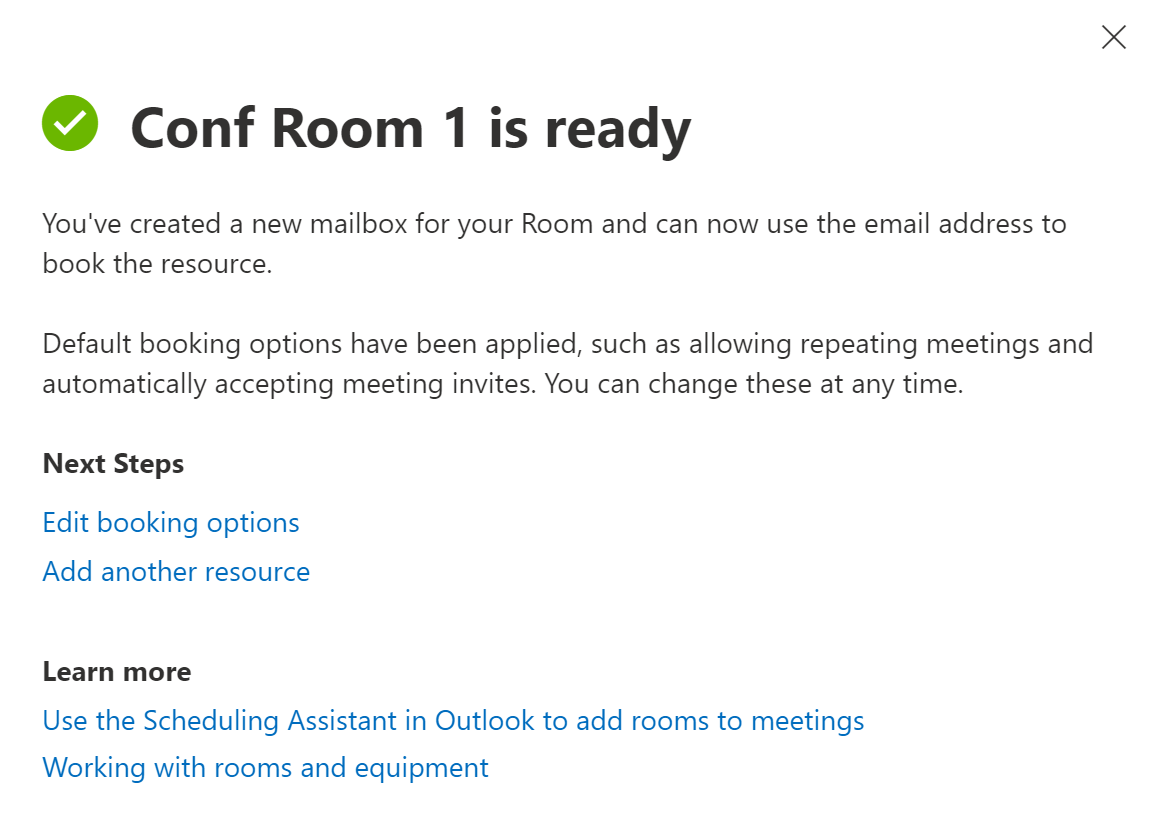 Conf Room 1 is ready
You've created a new mailbox for your Room and can now use the email address to
book the resource.
Default booking options have been applied, such as allowing repeating meetings and
automatically accepting meeting invites. You can change these at any time.
Next Steps
Edit booking options
Add another resource
Learn more
Use the Scheduling Assistant in Outlook to add rooms to meetings
Working with rooms and equipment